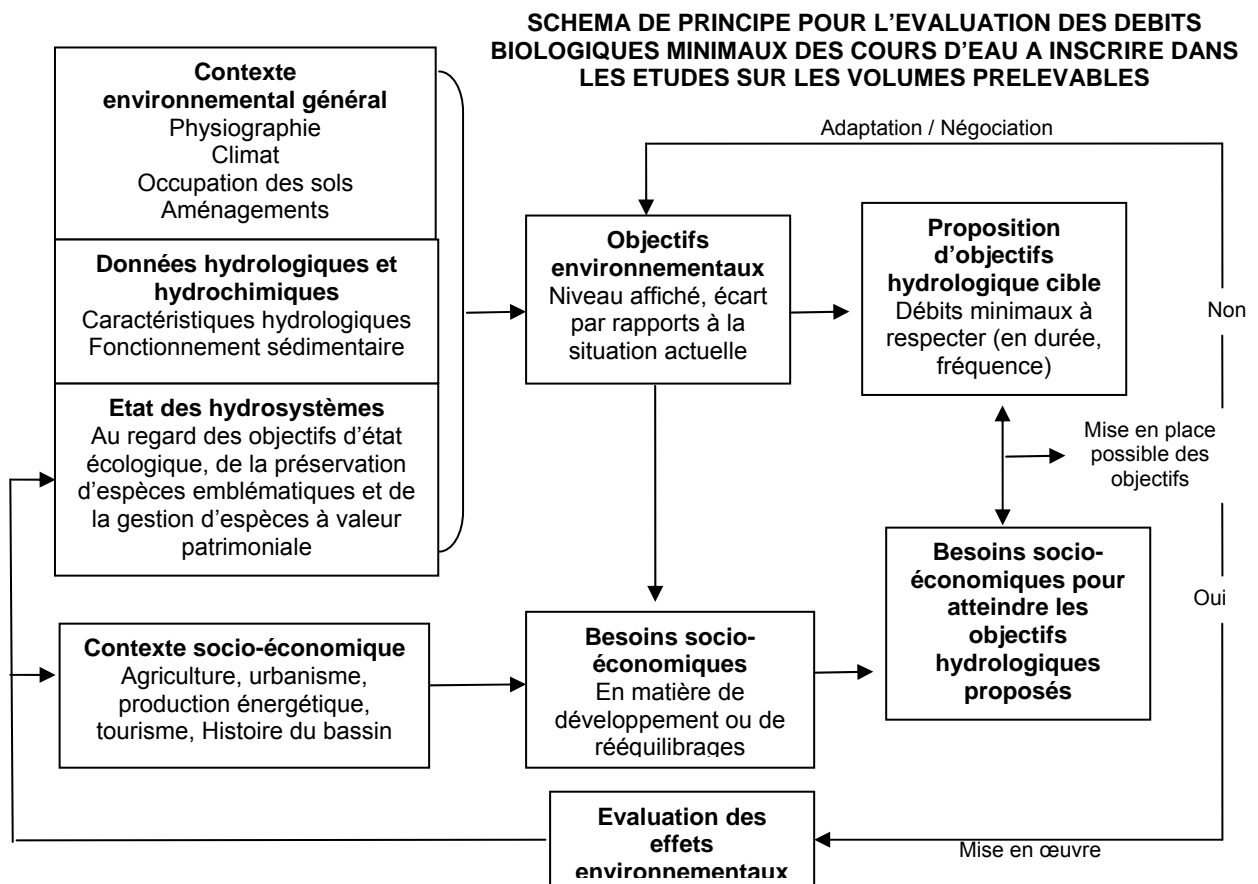 SCHEMA DE PRINCIPE POUR L'EVALUATION DES DEBITS
BIOLOGIQUES MINIMAUX DES COURS D'EAU A INSCRIRE DANS
LES ETUDES SUR LES VOLUMES PRELEVABLES
Contexte
environnemental général
Physiographie
Climat
Occupation des sols
Aménagements
Données hydrologiques et
hydrochimiques
Caractéristiques hydrologiques
Fonctionnement sédimentaire
Etat des hydrosystèmes
Au regard des objectifs d'état
écologique, de la préservation
d'espèces emblématiques et de
la gestion d'espèces à valeur
patrimoniale
Adaptation / Négociation
Objectifs
environnementaux
Niveau affiché, écart
par rapports à la
situation actuelle
Proposition
d'objectifs
hydrologique cible
Débits minimaux à
respecter (en durée,
fréquence)
Non
Mise en place
possible des
objectifs
Contexte socio-économique
Agriculture, urbanisme,
production énergétique,
tourisme, Histoire du bassin
Besoins socio-
économiques
En matière de
développement ou de
rééquilibrages
Besoins socio-
économiques pour
atteindre les
objectifs
hydrologiques
proposés
Oui
Evaluation des
effets
environnementaux
Mise en œuvre